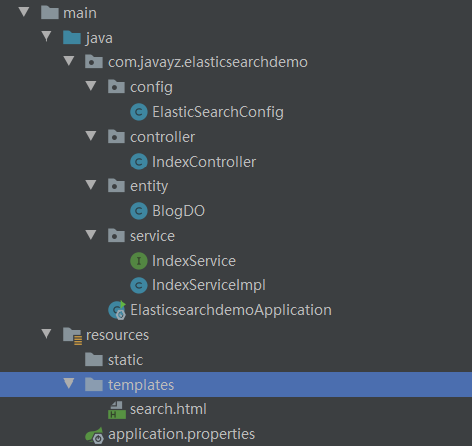 main
java
com.javayz.elasticsearchdemo
config
ElasticSearchConfig
controller
IndexController
entity
BlogDO
service
IndexService
IndexServiceImpl
ElasticsearchdemoApplication
resources
static
templates
search.html
application.properties